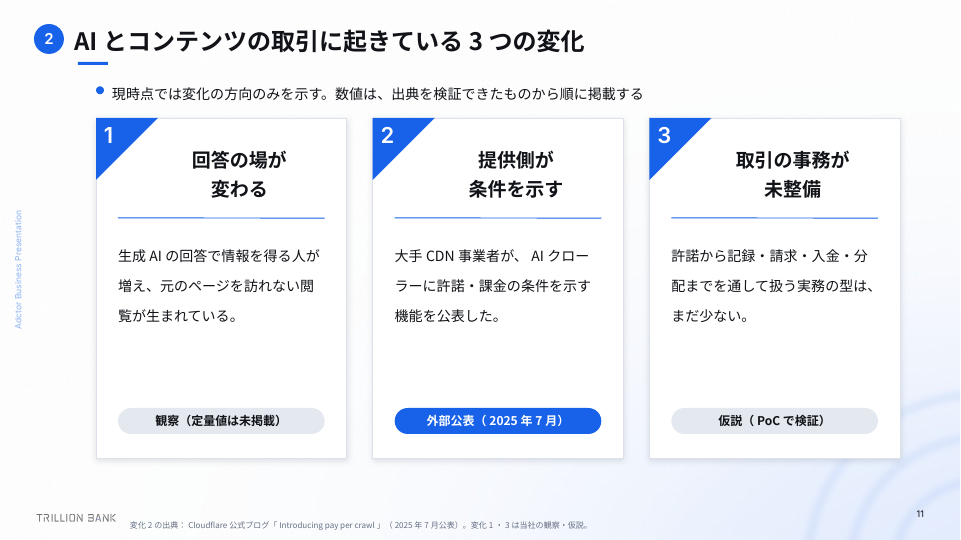 2
AI とコンテンツの取引に起きている 3 つの変化
現時点では変化の方向のみを示す。数値は、出典を検証できたものから順に掲載する
1
回答の場が
変わる
生成 AI の回答で情報を得る人が
増え、元のページを訪れない閲
覧が生まれている。
観察（定量値は未掲載）
2
提供側が
条件を示す
大手 CDN 事業者が、 AI クロー
ラーに許諾・課金の条件を示す
機能を公表した。
外部公表（ 2025 年 7 月）
3
取引の事務が
未整備
許諾から記録・請求・入金・分
配までを通して扱う実務の型は、
まだ少ない。
仮説（ PoC で検証）
Adctor Business Presentation
TRILLION BANK
変化 2 の出典： Cloudflare 公式ブログ「 Introducing pay per crawl 」（ 2025 年 7 月公表）。変化 1 ・ 3 は当社の観察・仮説。
11